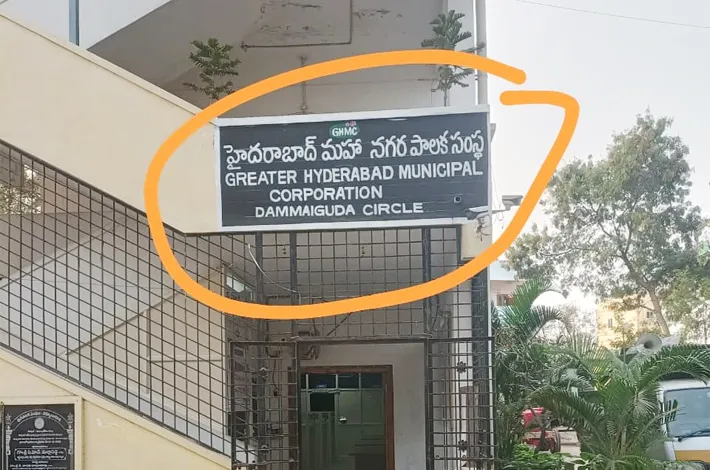 GHMC
హైదరాబాద్ మహా నగర పాలక సంస్థ
GREATER HYDERABAD MUNICIPAL
CORPORATION
DAMMAIGUDA CIRCLE